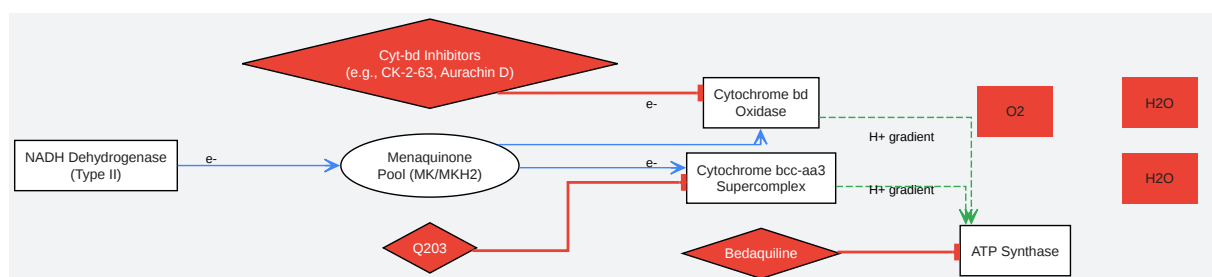 Cyt-bd Inhibitors
(e.g., CK-2-63, Aurachin D)
Cytochrome bd
Oxidase
e-
O2
H2O
H+ gradient
NADH Dehydrogenase
(Type II)
e-
Menaquinone
Pool (MK/MKH2)
e-
Cytochrome bcc-aa3
Supercomplex
H+ gradient
H2O
Q203
Bedaquiline
ATP Synthase